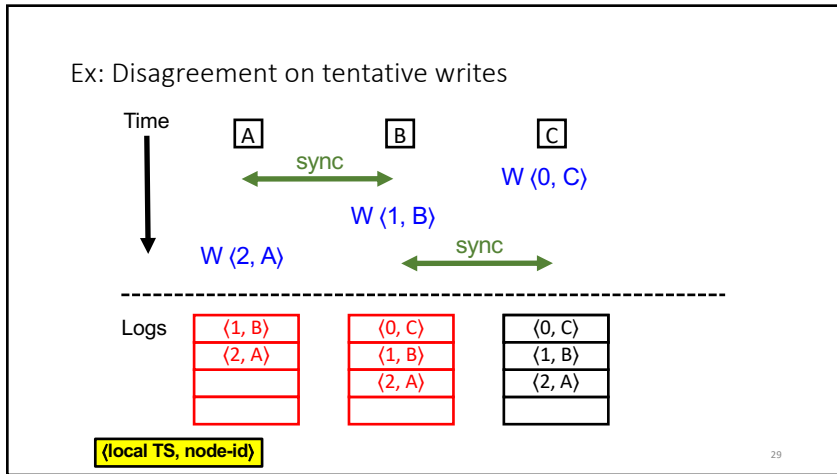 Ex: Disagreement on tentative writes
Time
A
B
C
sync
W ⟨0, C⟩
W ⟨1, B⟩
W ⟨2, A⟩
sync
Logs
⟨1, B⟩ ⟨0, C⟩ ⟨0, C⟩
⟨2, A⟩ ⟨1, B⟩ ⟨1, B⟩
⟨2, A⟩ ⟨2, A⟩
⟨local TS, node-id⟩
29